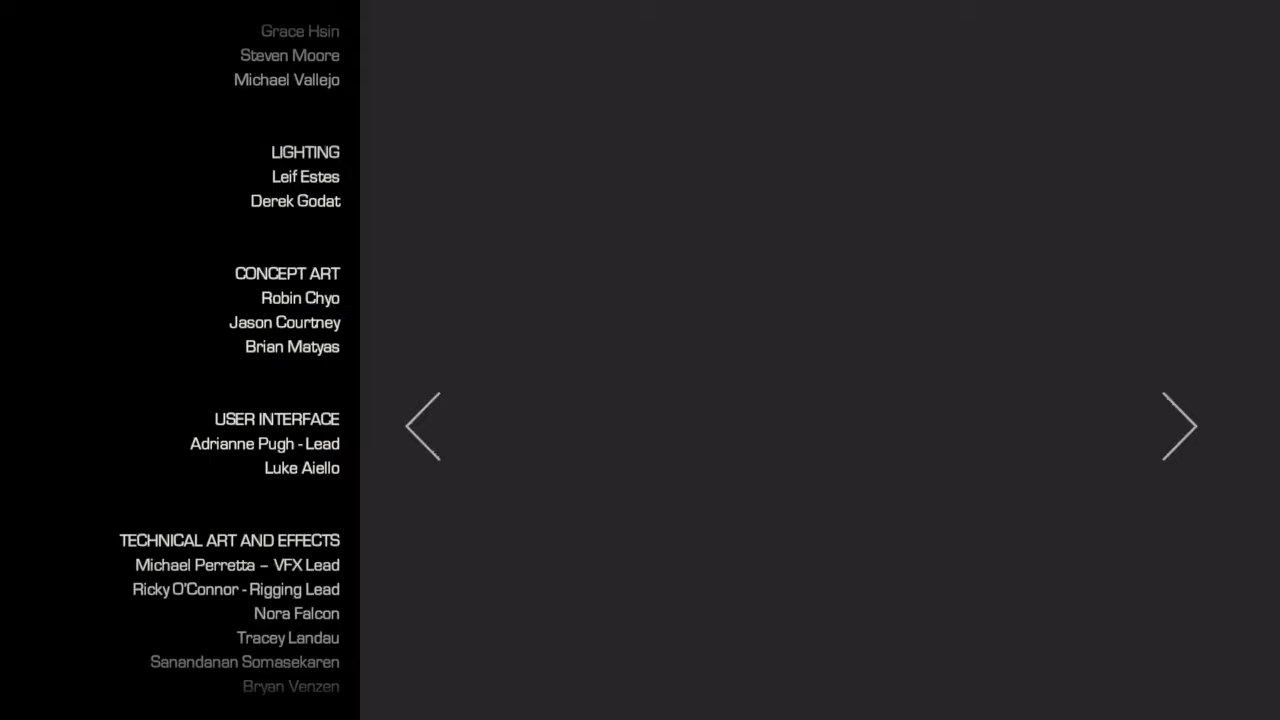 Grace Hsin
Steven Moore
Michael Vallejo
LIGHTING
Leif Estes
Derek Godat
CONCEPT ART
Robin Chyo
Jason Courtney
Brian Matyas
USER INTERFACE
Adrianne Pugh - Lead
Luke Aiello
TECHNICAL ART AND EFFECTS
Michael Perretta – VFX Lead
Ricky O'Connor - Rigging Lead
Nora Falcon
Tracey Landau
Sanandanan Somasekaren
Bryan Venzen